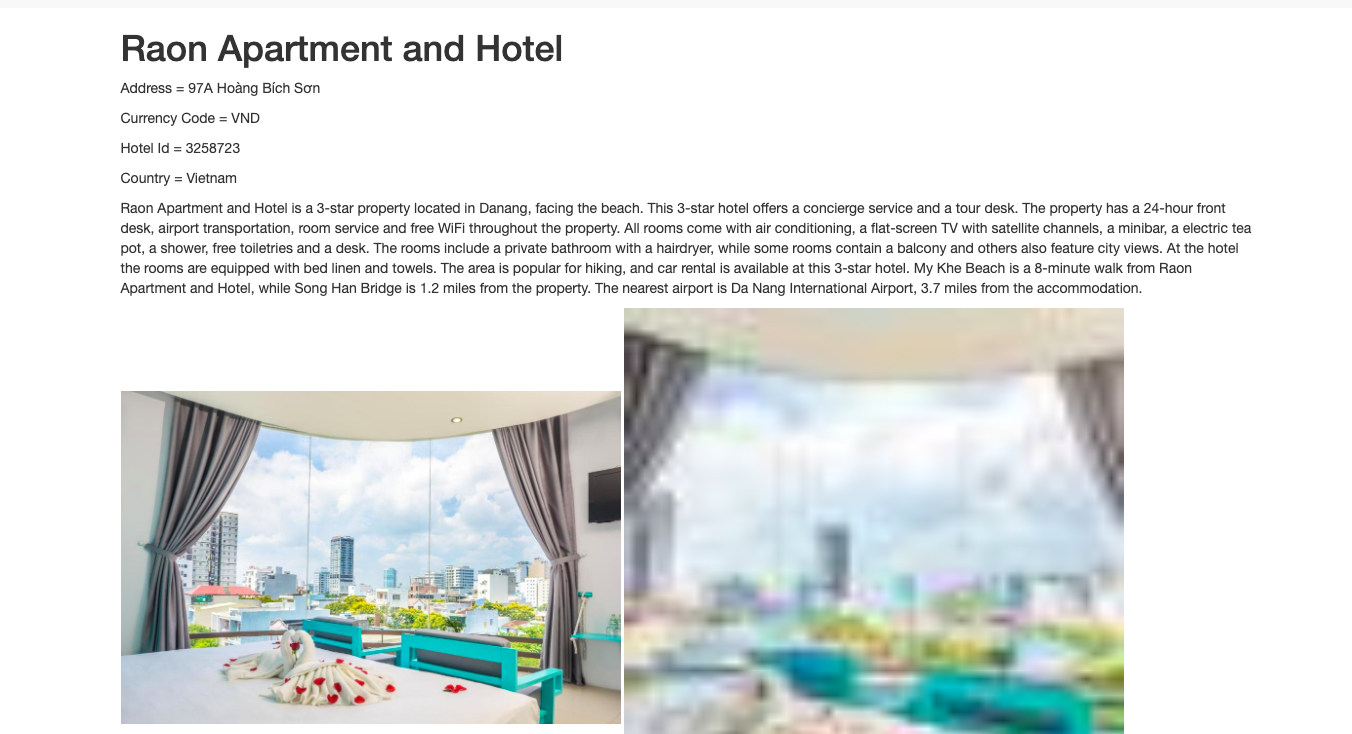 Raon Apartment and Hotel
Address = 97A Hoàng Bích Sơn
Currency Code = VND
Hotel Id = 3258723
Country = Vietnam
Raon Apartment and Hotel is a 3-star property located in Danang, facing the beach. This 3-star hotel offers a concierge service and a tour desk. The property has a 24-hour front
desk, airport transportation, room service and free WiFi throughout the property. All rooms come with air conditioning, a flat-screen TV with satellite channels, a minibar, a electric tea
pot, a shower, free toiletries and a desk. The rooms include a private bathroom with a hairdryer, while some rooms contain a balcony and others also feature city views. At the hotel
the rooms are equipped with bed linen and towels. The area is popular for hiking, and car rental is available at this 3-star hotel. My Khe Beach is a 8-minute walk from Raon
Apartment and Hotel, while Song Han Bridge is 1.2 miles from the property. The nearest airport is Da Nang International Airport, 3.7 miles from the accommodation.